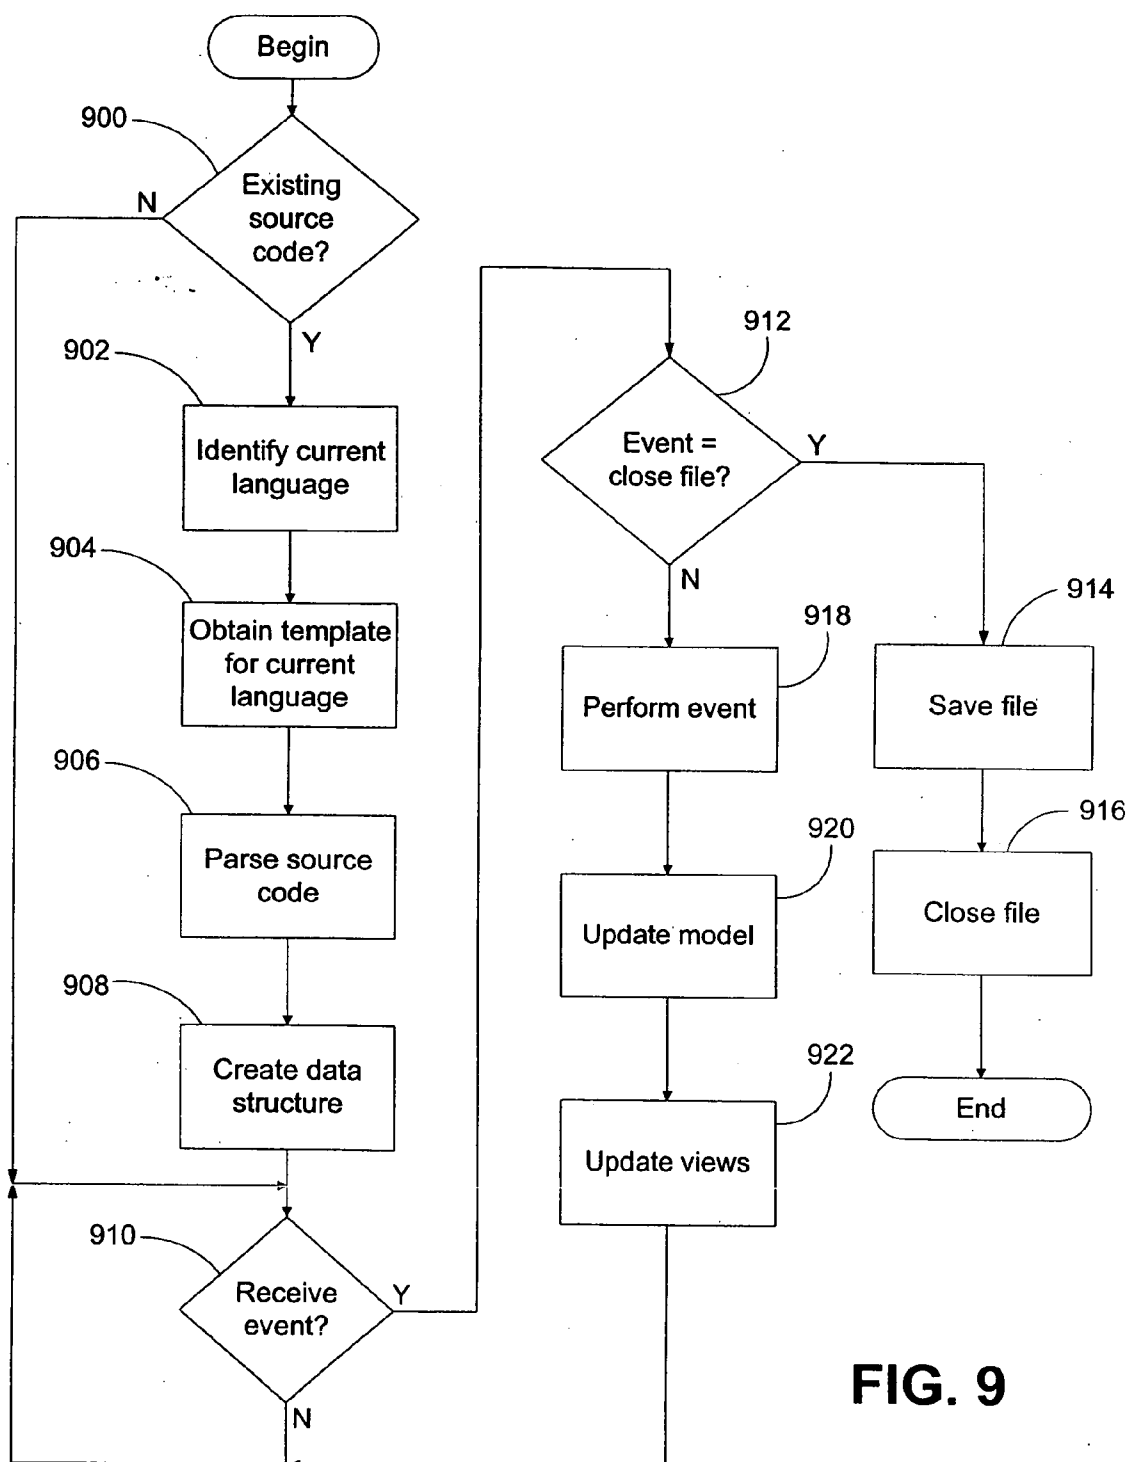 Begin
900
Existing
source
code?
N
Y
902
Identify current
language
904
Obtain template
for current
language
906
Parse source
code
908
Create data
structure
910
Receive
event?
Y
N
912
Event =
close file?
Y
N
914
Save file
916
Close file
End
918
Perform event
920
Update model
922
Update views
FIG. 9